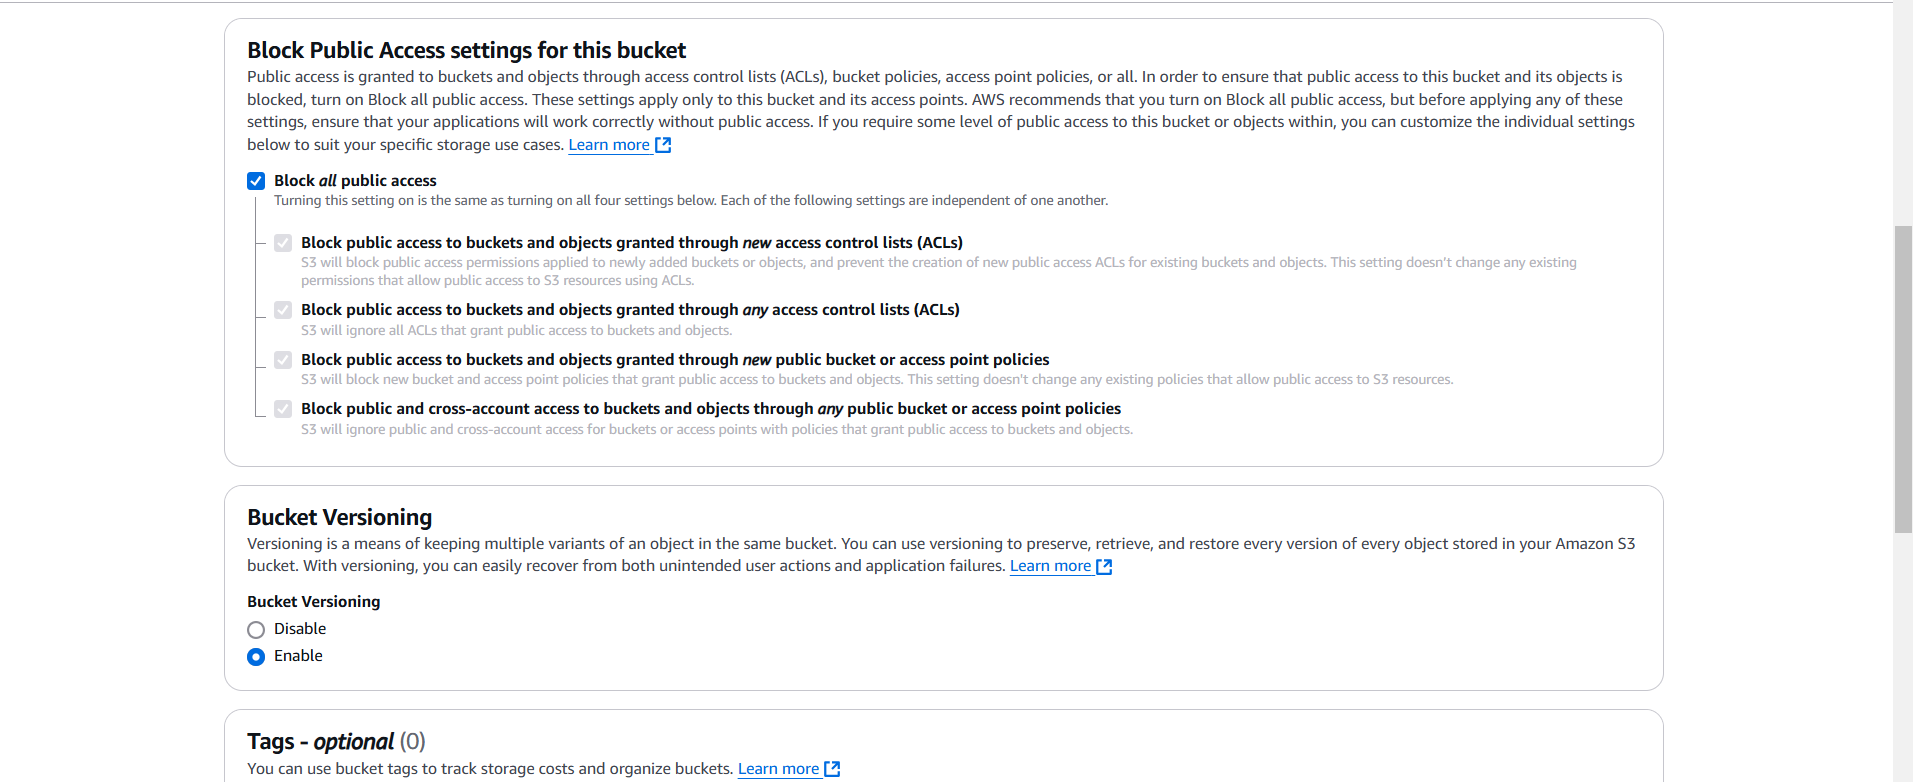 Block Public Access settings for this bucket
Public access is granted to buckets and objects through access control lists (ACLs), bucket policies, access point policies, or all. In order to ensure that public access to this bucket and its objects is
blocked, turn on Block all public access. These settings apply only to this bucket and its access points. AWS recommends that you turn on Block all public access, but before applying any of these
settings, ensure that your applications will work correctly without public access. If you require some level of public access to this bucket or objects within, you can customize the individual settings
below to suit your specific storage use cases. Learn more
Block all public access
Turning this setting on is the same as turning on all four settings below. Each of the following settings are independent of one another.
Block public access to buckets and objects granted through new access control lists (ACLs)
S3 will block public access permissions applied to newly added buckets or objects, and prevent the creation of new public access ACLs for existing buckets and objects. This setting doesn't change any existing
permissions that allow public access to S3 resources using ACLs.
Block public access to buckets and objects granted through any access control lists (ACLs)
S3 will ignore all ACLs that grant public access to buckets and objects.
Block public access to buckets and objects granted through new public bucket or access point policies
S3 will block new bucket and access point policies that grant public access to buckets and objects. This setting doesn't change any existing policies that allow public access to S3 resources.
Block public and cross-account access to buckets and objects through any public bucket or access point policies
S3 will ignore public and cross-account access for buckets or access points with policies that grant public access to buckets and objects.
Bucket Versioning
Versioning is a means of keeping multiple variants of an object in the same bucket. You can use versioning to preserve, retrieve, and restore every version of every object stored in your Amazon S3
bucket. With versioning, you can easily recover from both unintended user actions and application failures. Learn more
Bucket Versioning
Disable
Enable
Tags - optional (0)
You can use bucket tags to track storage costs and organize buckets. Learn more